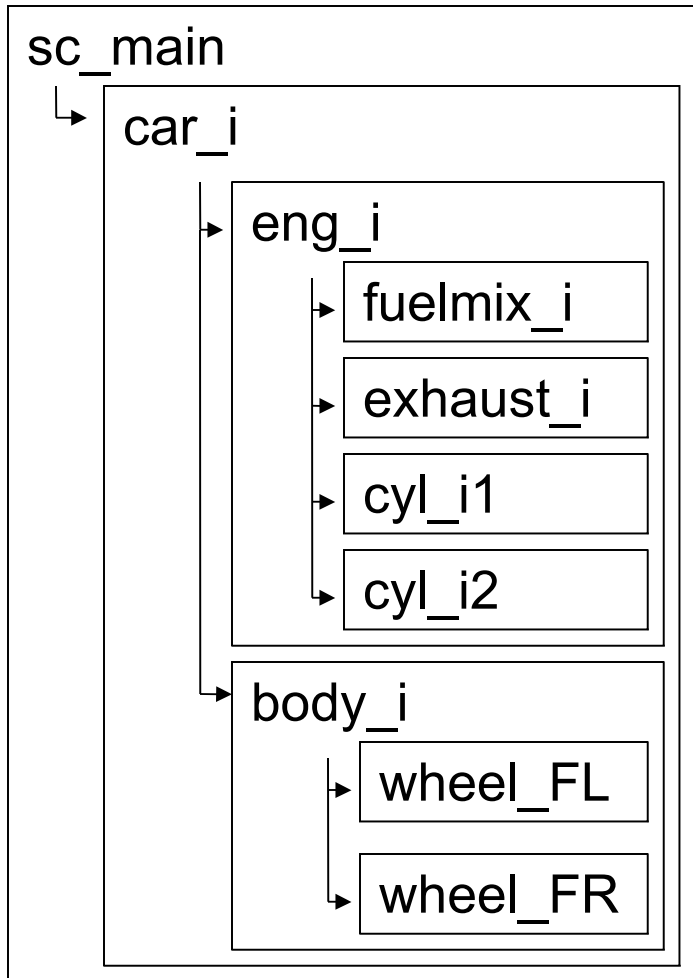 sc_main
car_i
eng_i
fuelmix_i
exhaust_i
cyl_i1
cyl_i2
body_i
wheel_FL
wheel_FR